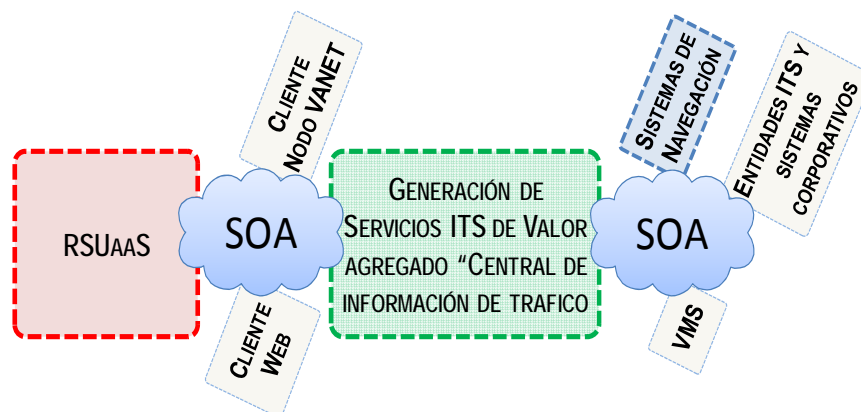 RSUAAS
SOA
CLIENTE
NODO VANET
CLIENTE
WEB
GENERACIÓN DE
SERVICIOS ITS DE VALOR
AGREGADO “CENTRAL DE
INFORMACIÓN DE TRAFICO
SOA
SISTEMAS DE
NAVEGACIÓN
ENTIDADES ITS Y
SISTEMAS
CORPORATIVOS
VMS